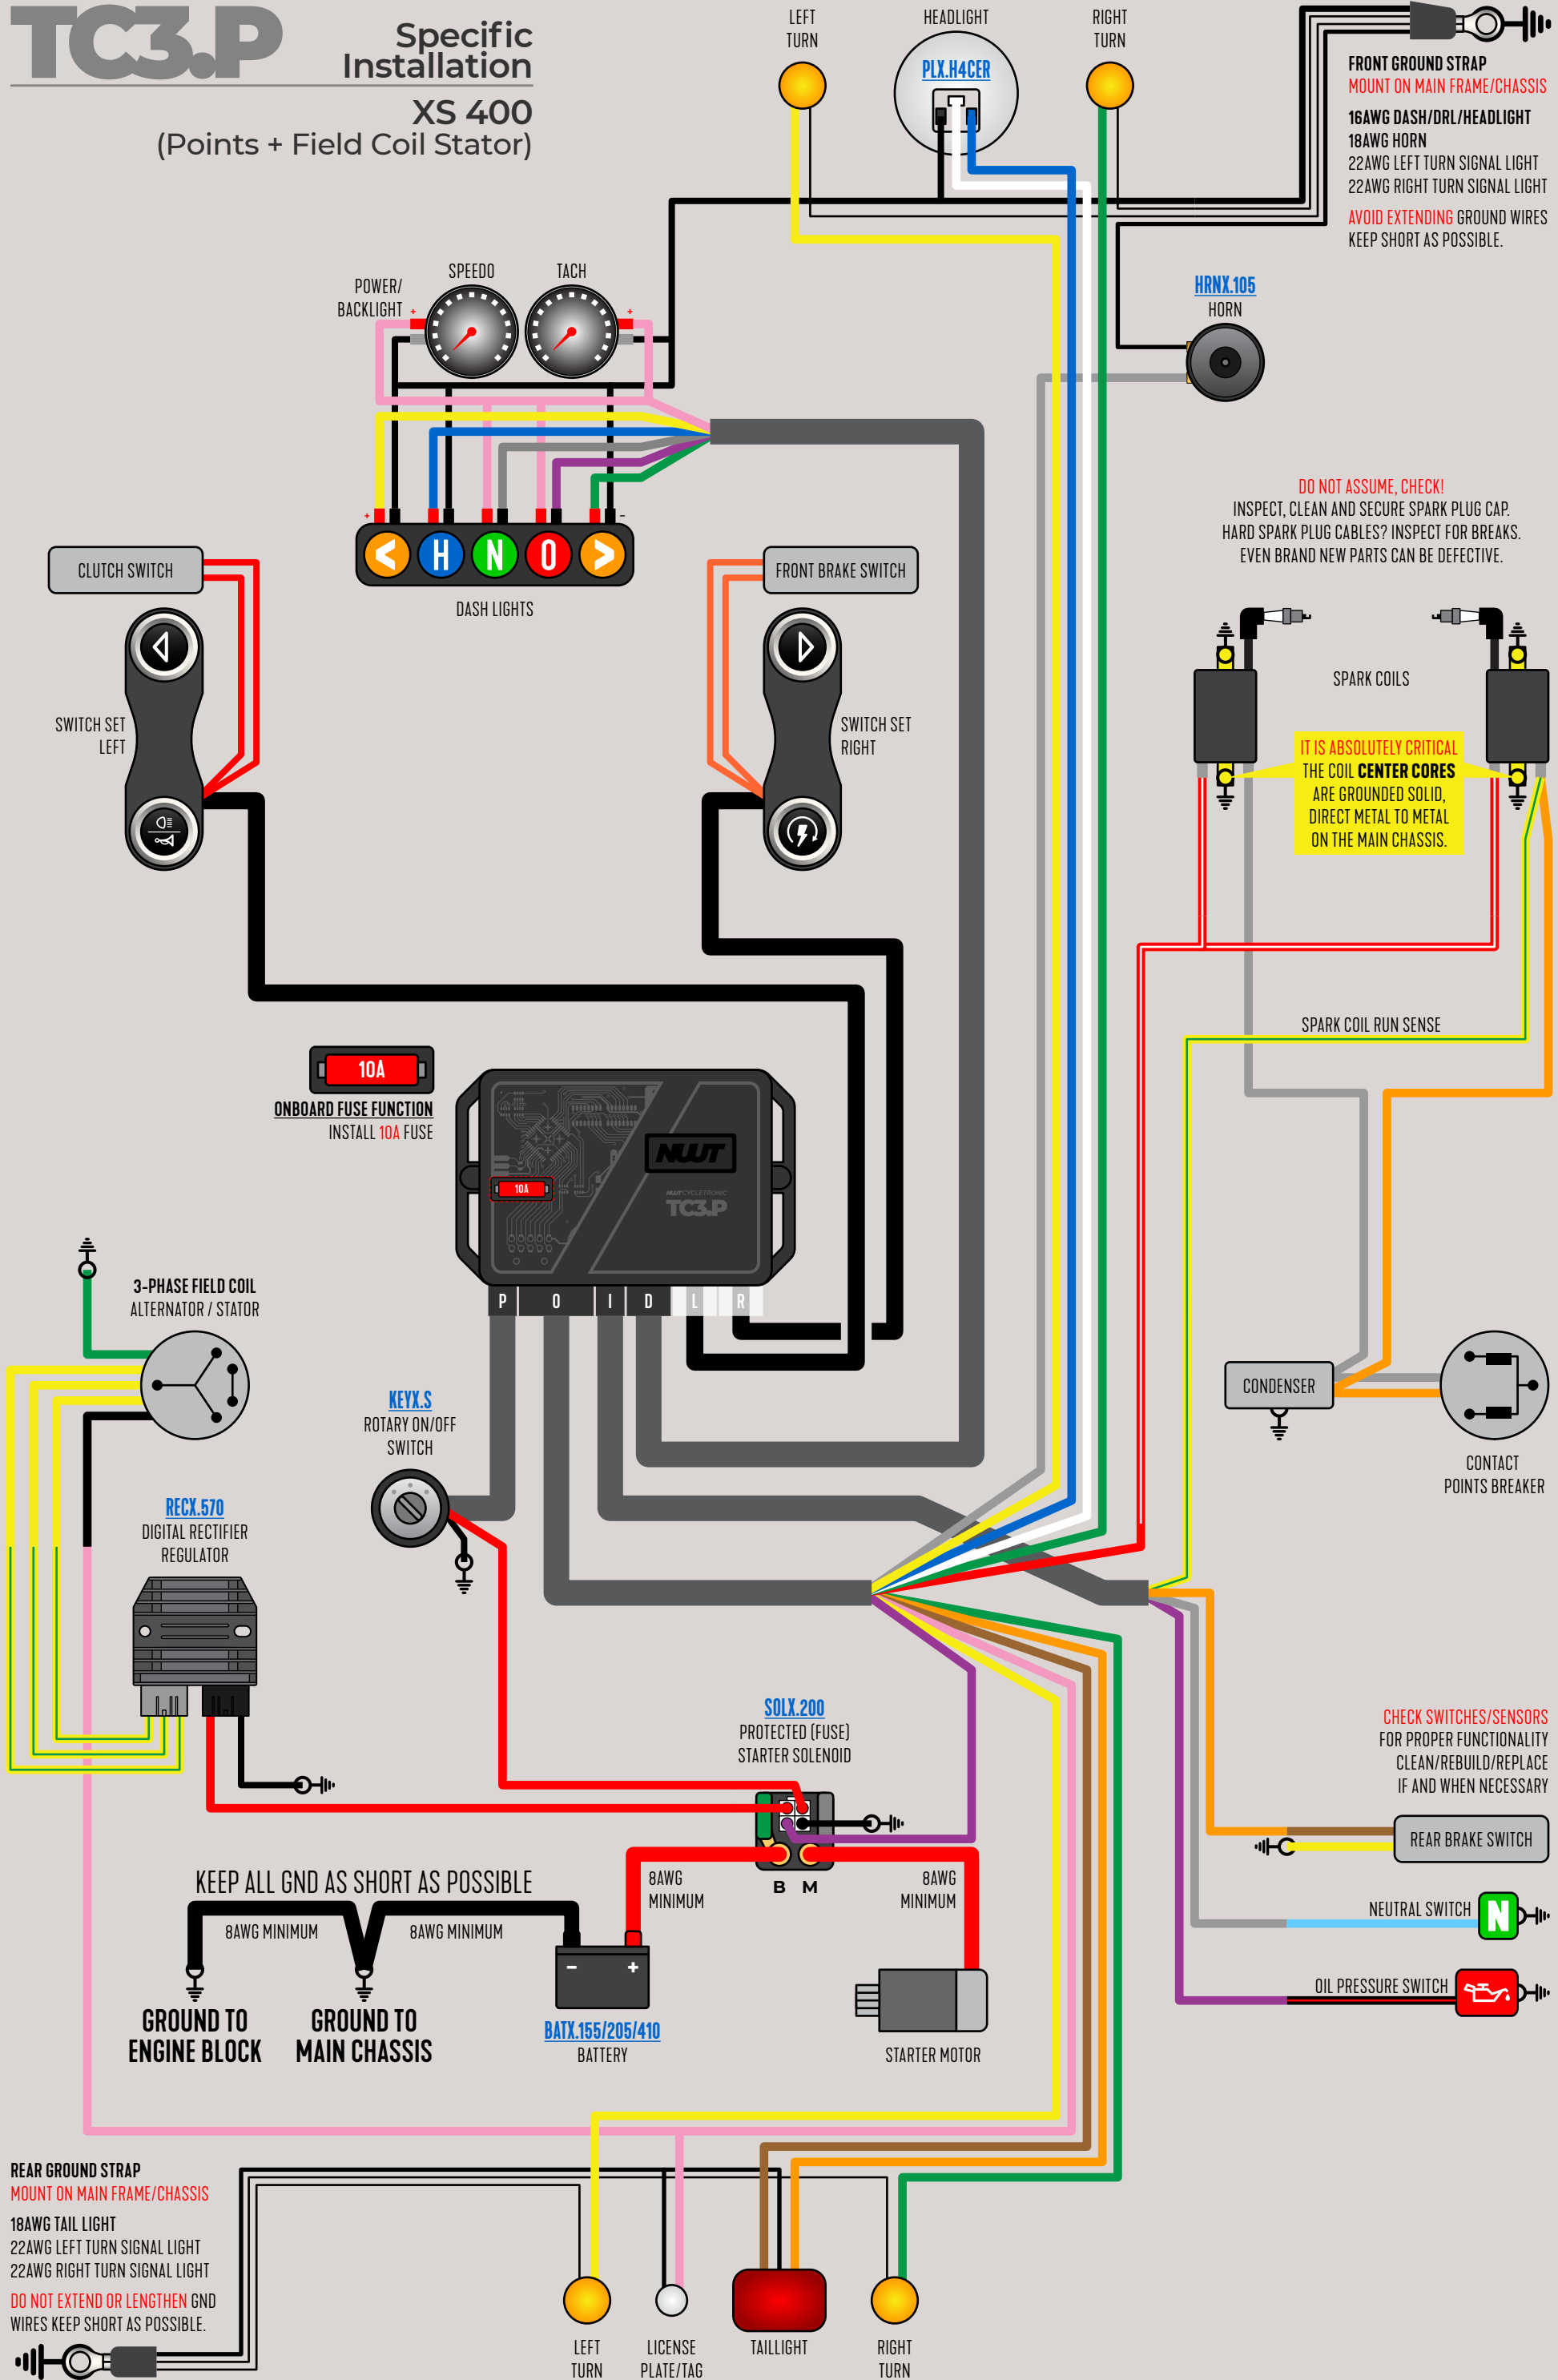 TC3.P
Specific
Installation
XS 400
(Points + Field Coil Stator)
LEFT
TURN
HEADLIGHT
PLX.H4CER
RIGHT
TURN
FRONT GROUND STRAP
MOUNT ON MAIN FRAME/CHASSIS
16AWG DASH/DRL/HEADLIGHT
18AWG HORN
22AWG LEFT TURN SIGNAL LIGHT
22AWG RIGHT TURN SIGNAL LIGHT
AVOID EXTENDING GROUND WIRES
KEEP SHORT AS POSSIBLE.
HRNX.105
HORN
SPEEDO
TACH
POWER/
BACKLIGHT
+
+
+
-
< H N O >
DASH LIGHTS
CLUTCH SWITCH
SWITCH SET
LEFT
FRONT BRAKE SWITCH
SWITCH SET
RIGHT
DO NOT ASSUME, CHECK!
INSPECT, CLEAN AND SECURE SPARK PLUG CAP.
HARD SPARK PLUG CABLES? INSPECT FOR BREAKS.
EVEN BRAND NEW PARTS CAN BE DEFECTIVE.
SPARK COILS
IT IS ABSOLUTELY CRITICAL
THE COIL CENTER CORES
ARE GROUNDED SOLID,
DIRECT METAL TO METAL
ON THE MAIN CHASSIS.
SPARK COIL RUN SENSE
10A
ONBOARD FUSE FUNCTION
INSTALL 10A FUSE
10A
NWT
NWT CYCLETRONIC
TC3.P
P O I D L R
3-PHASE FIELD COIL
ALTERNATOR / STATOR
KEYX.S
ROTARY ON/OFF
SWITCH
RECX.570
DIGITAL RECTIFIER
REGULATOR
CONDENSER
CONTACT
POINTS BREAKER
SOLX.200
PROTECTED (FUSE)
STARTER SOLENOID
B M
8AWG
MINIMUM
8AWG
MINIMUM
KEEP ALL GND AS SHORT AS POSSIBLE
8AWG MINIMUM
8AWG MINIMUM
GROUND TO
ENGINE BLOCK
GROUND TO
MAIN CHASSIS
- +
BATX.155/205/410
BATTERY
STARTER MOTOR
CHECK SWITCHES/SENSORS
FOR PROPER FUNCTIONALITY
CLEAN/REBUILD/REPLACE
IF AND WHEN NECESSARY
REAR BRAKE SWITCH
NEUTRAL SWITCH
N
OIL PRESSURE SWITCH
REAR GROUND STRAP
MOUNT ON MAIN FRAME/CHASSIS
18AWG TAIL LIGHT
22AWG LEFT TURN SIGNAL LIGHT
22AWG RIGHT TURN SIGNAL LIGHT
DO NOT EXTEND OR LENGTHEN GND
WIRES KEEP SHORT AS POSSIBLE.
LEFT
TURN
LICENSE
PLATE/TAG
TAILLIGHT
RIGHT
TURN